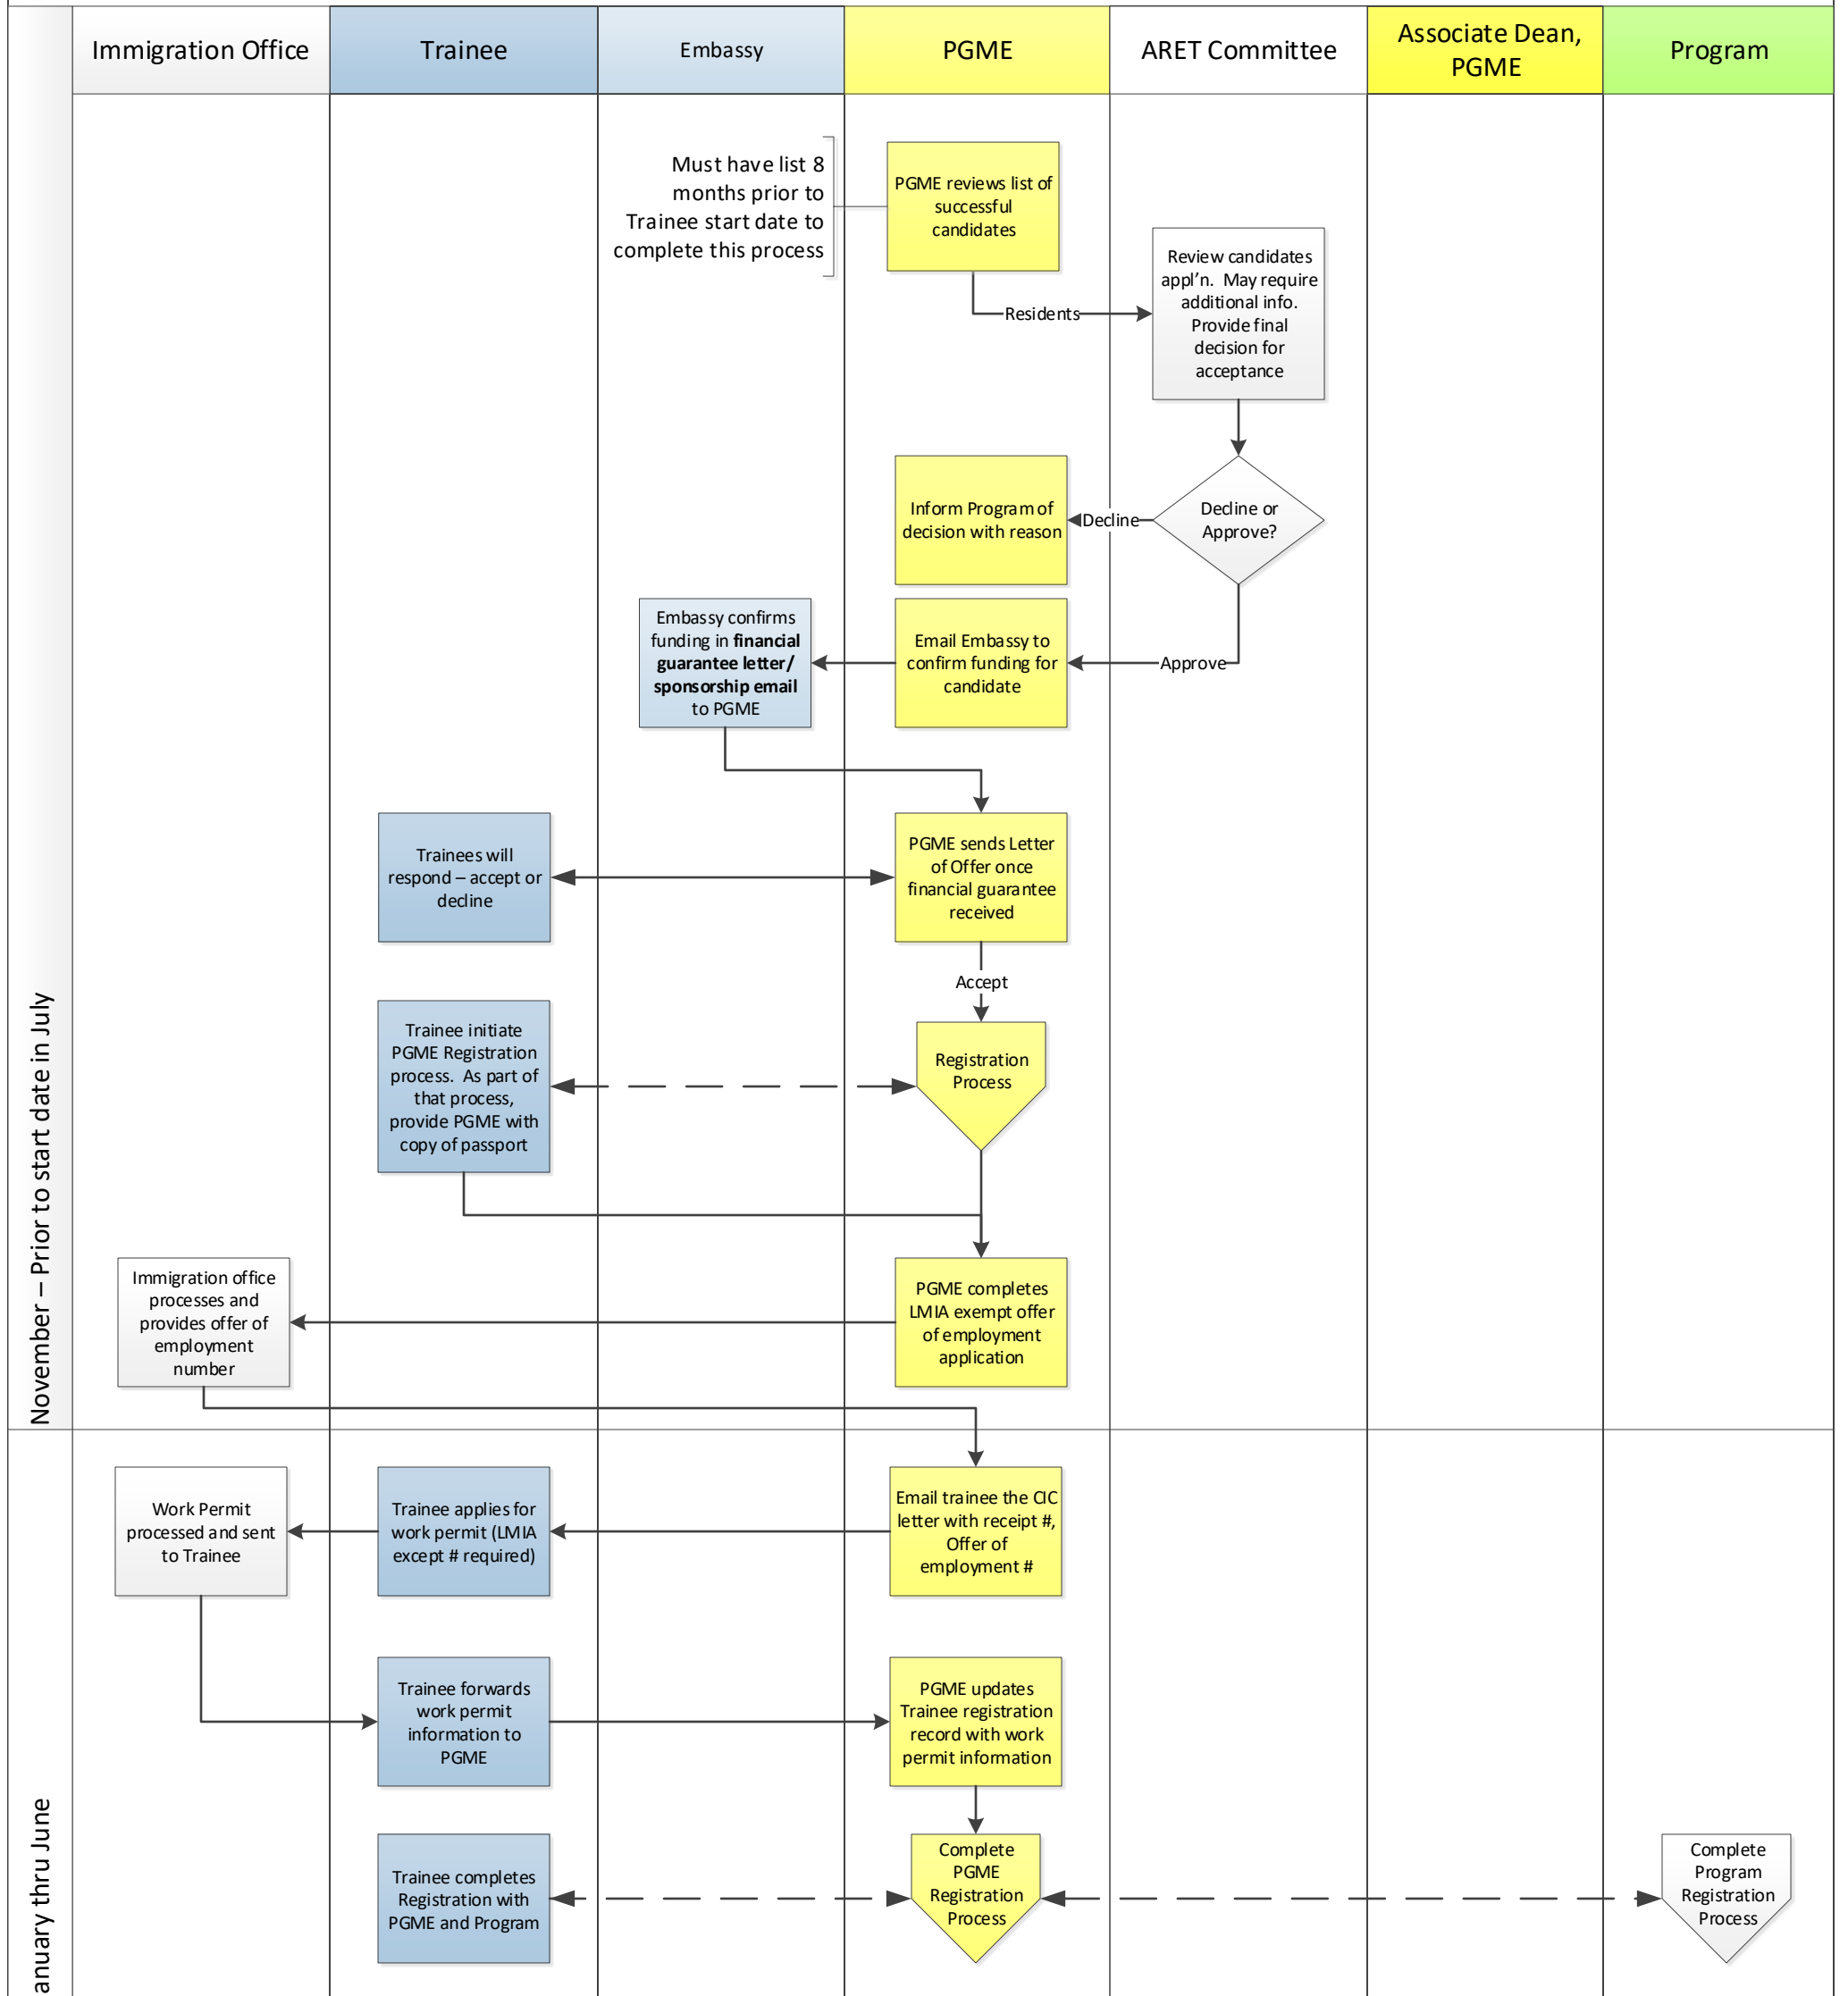 Immigration Office
Trainee
Embassy
PGME
ARET Committee
Associate Dean,
PGME
Program
November – Prior to start date in July
Must have list 8
months prior to
Trainee start date to
complete this process
PGME reviews list of
successful
candidates
Residents
Review candidates
appl'n. May require
additional info.
Provide final
decision for
acceptance
Decline or
Approve?
Decline
Inform Program of
decision with reason
Approve
Email Embassy to
confirm funding for
candidate
Embassy confirms
funding in financial
guarantee letter/
sponsorship email
to PGME
PGME sends Letter
of Offer once
financial guarantee
received
Trainees will
respond – accept or
decline
Accept
Registration
Process
Trainee initiate
PGME Registration
process. As part of
that process,
provide PGME with
copy of passport
PGME completes
LMIA exempt offer
of employment
application
Immigration office
processes and
provides offer of
employment
number
anuary thru June
Email trainee the CIC
letter with receipt #,
Offer of
employment #
Trainee applies for
work permit (LMIA
except # required)
Work Permit
processed and sent
to Trainee
Trainee forwards
work permit
information to
PGME
PGME updates
Trainee registration
record with work
permit information
Trainee completes
Registration with
PGME and Program
Complete
PGME
Registration
Process
Complete
Program
Registration
Process